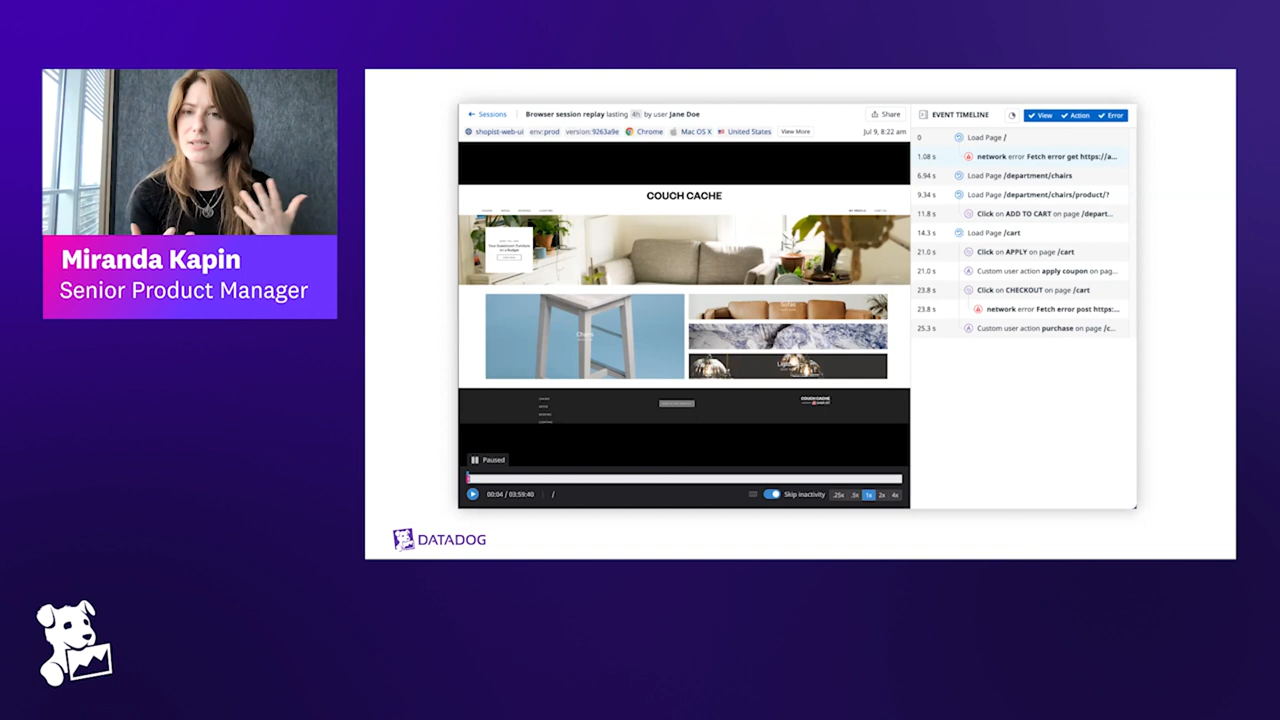 Miranda Kapin
Senior Product Manager
Sessions
Browser session replay lasting 4h by user Jane Doe
Share
shopist-web-ui env:prod version:9263a9e Chrome Mac OS X United States View More
Jul 9, 8:22 am
COUCH CACHE
Chairs
Sofas
Paused
00:04 / 03:59:40 /
Skip inactivity .25x .5x 1x 2x 4x
EVENT TIMELINE View Action Error
0 Load Page /
1.08 s network error Fetch error get https://a...
6.94 s Load Page /department/chairs
9.34 s Load Page /department/chairs/product/?
11.8 s Click on ADD TO CART on page /depart...
14.3 s Load Page /cart
21.0 s Click on APPLY on page /cart
21.0 s Custom user action apply coupon on pag...
23.8 s Click on CHECKOUT on page /cart
23.8 s network error Fetch error post https:...
25.3 s Custom user action purchase on page /c...
DATADOG